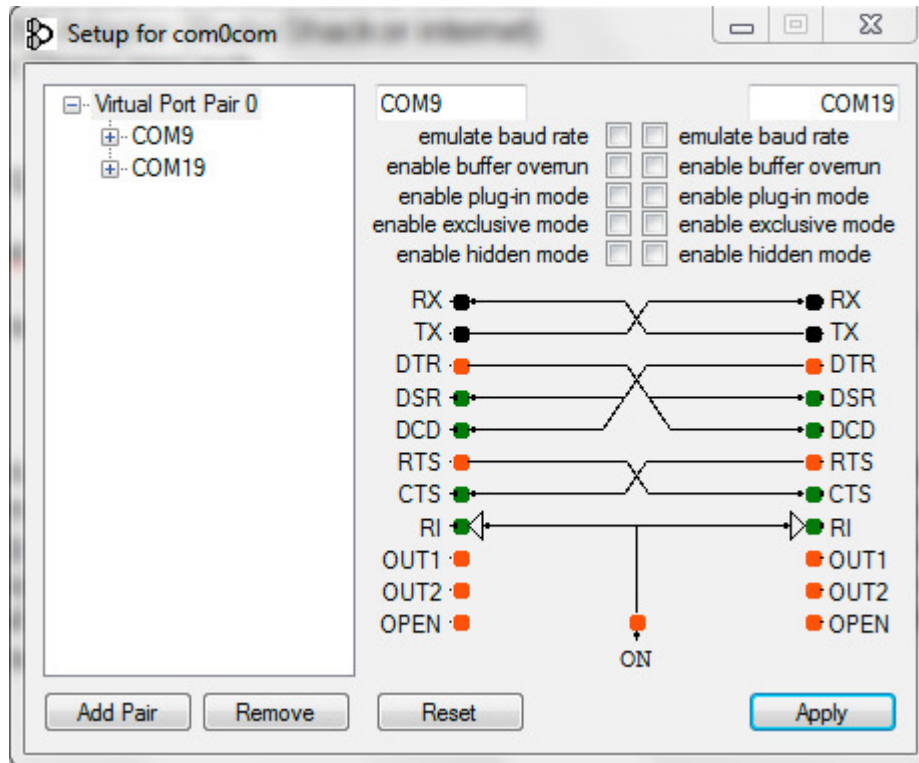 Setup for com0com
Virtual Port Pair 0
COM9
COM19
COM9 COM19
emulate baud rate emulate baud rate
enable buffer overrun enable buffer overrun
enable plug-in mode enable plug-in mode
enable exclusive mode enable exclusive mode
enable hidden mode enable hidden mode
RX RX
TX TX
DTR DTR
DSR DSR
DCD DCD
RTS RTS
CTS CTS
RI RI
OUT1 OUT1
OUT2 OUT2
OPEN OPEN
ON
Add Pair Remove Reset Apply